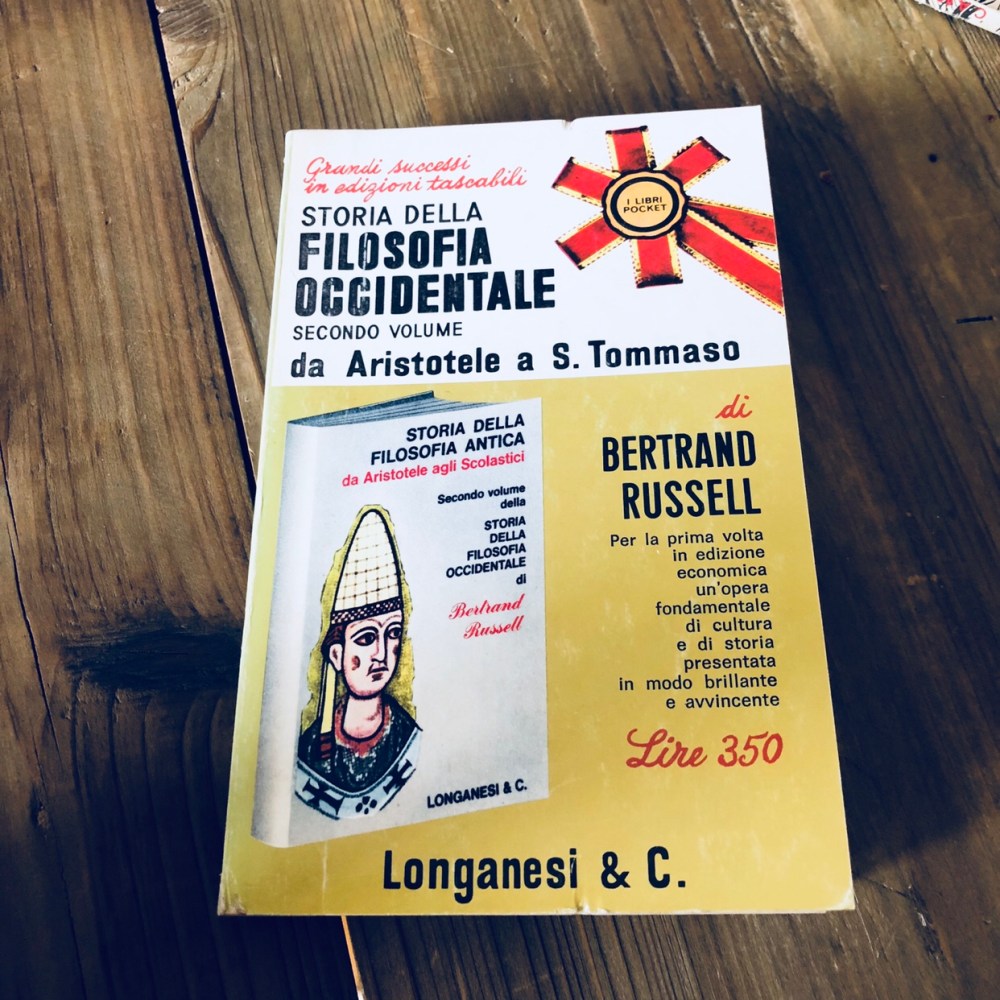 Grandi successi
in edizioni tascabili
STORIA DELLA
FILOSOFIA
OCCIDENTALE
SECONDO VOLUME
da Aristotele a S. Tommaso
I LIBRI
POCKET
STORIA DELLA
FILOSOFIA ANTICA
da Aristotele agli Scolastici
Secondo volume
della
STORIA
DELLA
FILOSOFIA
OCCIDENTALE
di
Bertrand
Russell
LONGANESI & C.
di
BERTRAND
RUSSELL
Per la prima volta
in edizione
economica
un'opera
fondamentale
di cultura
e di storia
presentata
in modo brillante
e avvincente
Lire 350
Longanesi & C.